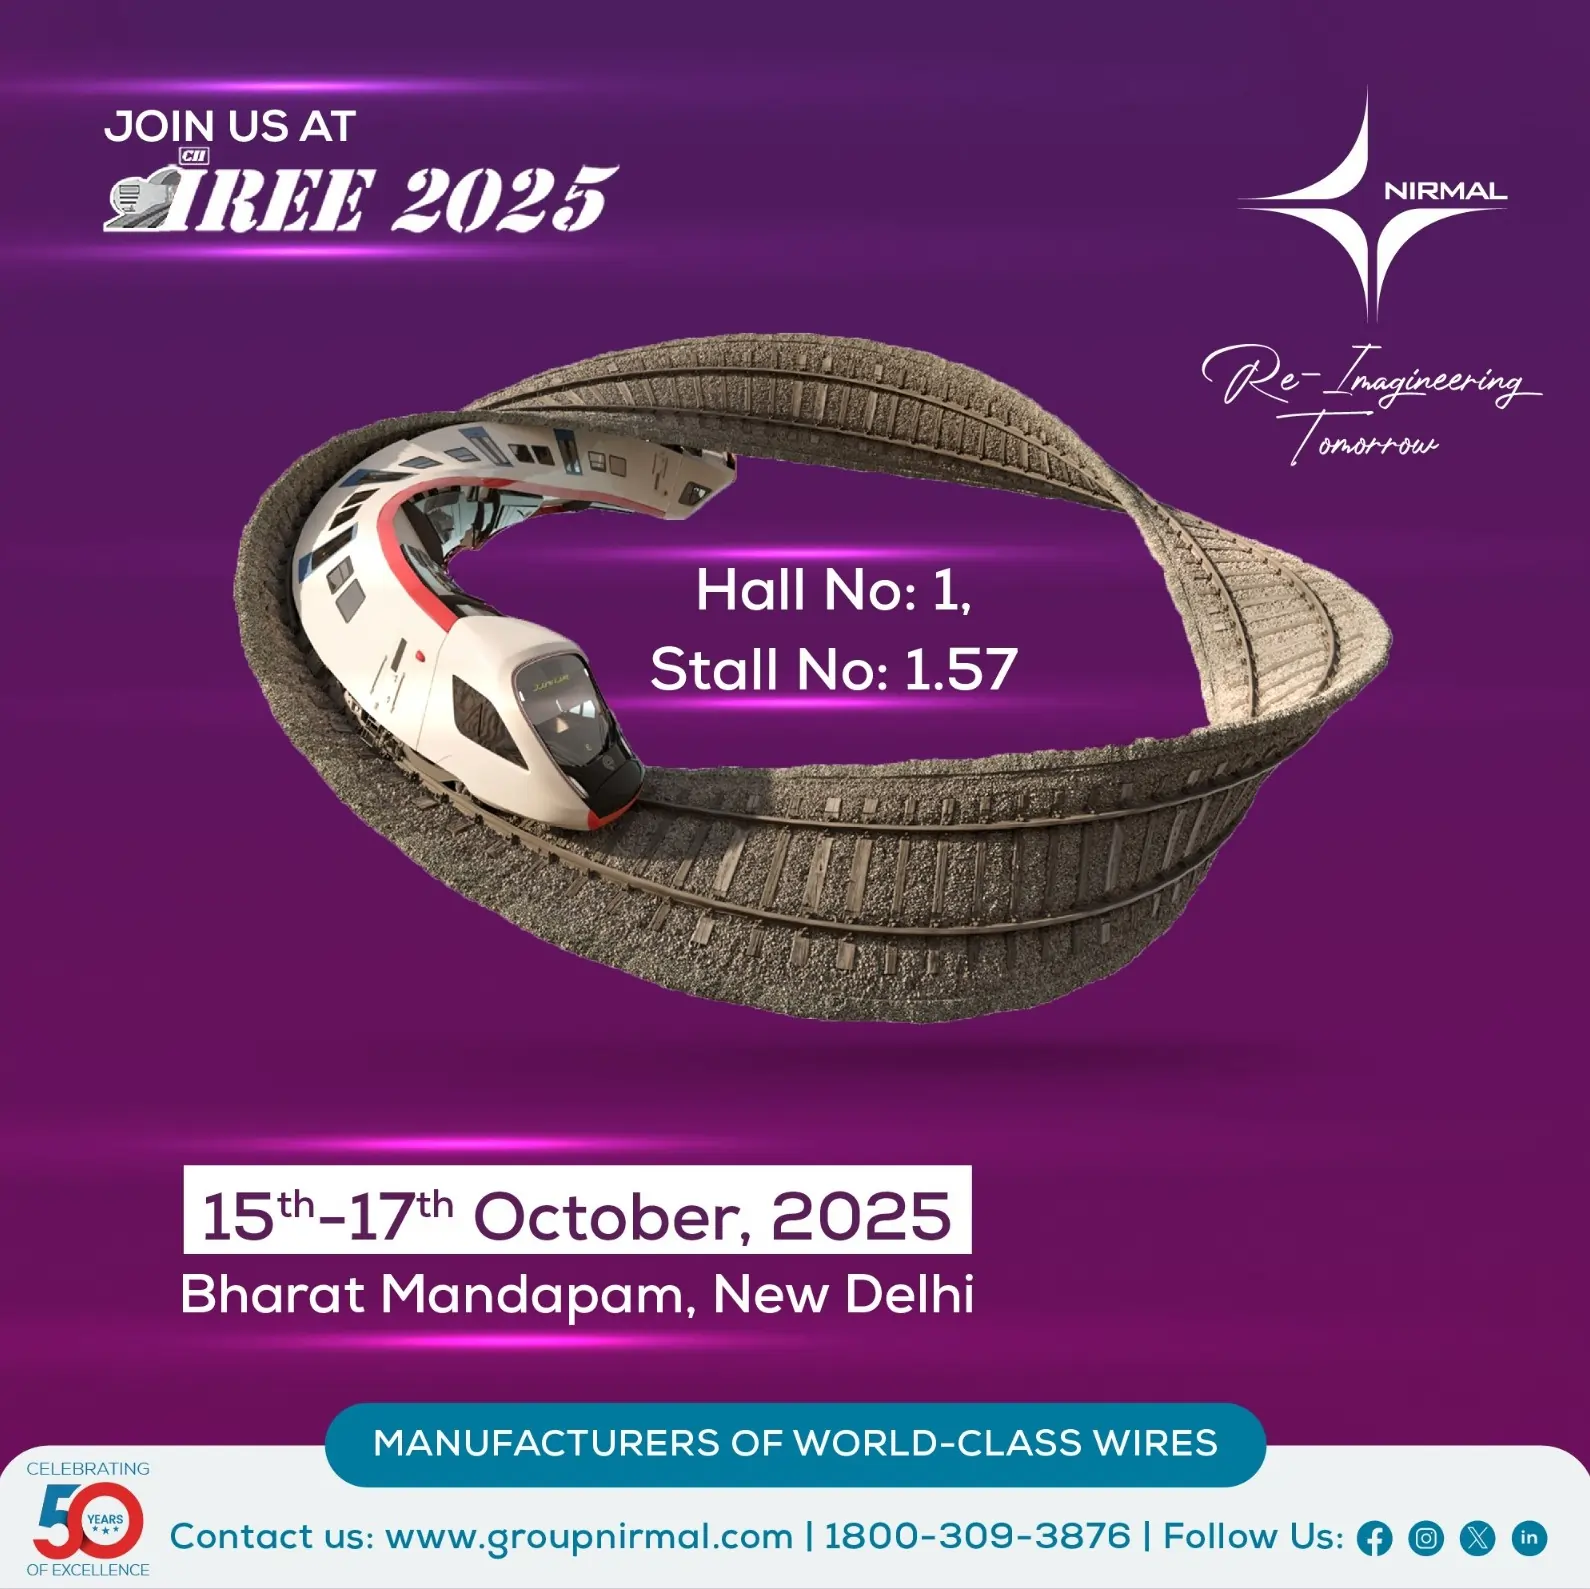 JOIN US AT
CII
IREE 2025
NIRMAL
Re-Imagineering
Tomorrow
Hall No: 1,
Stall No: 1.57
15th-17th October, 2025
Bharat Mandapam, New Delhi
MANUFACTURERS OF WORLD-CLASS WIRES
CELEBRATING
50
YEARS
OF EXCELLENCE
Contact us: www.groupnirmal.com | 1800-309-3876 | Follow Us: